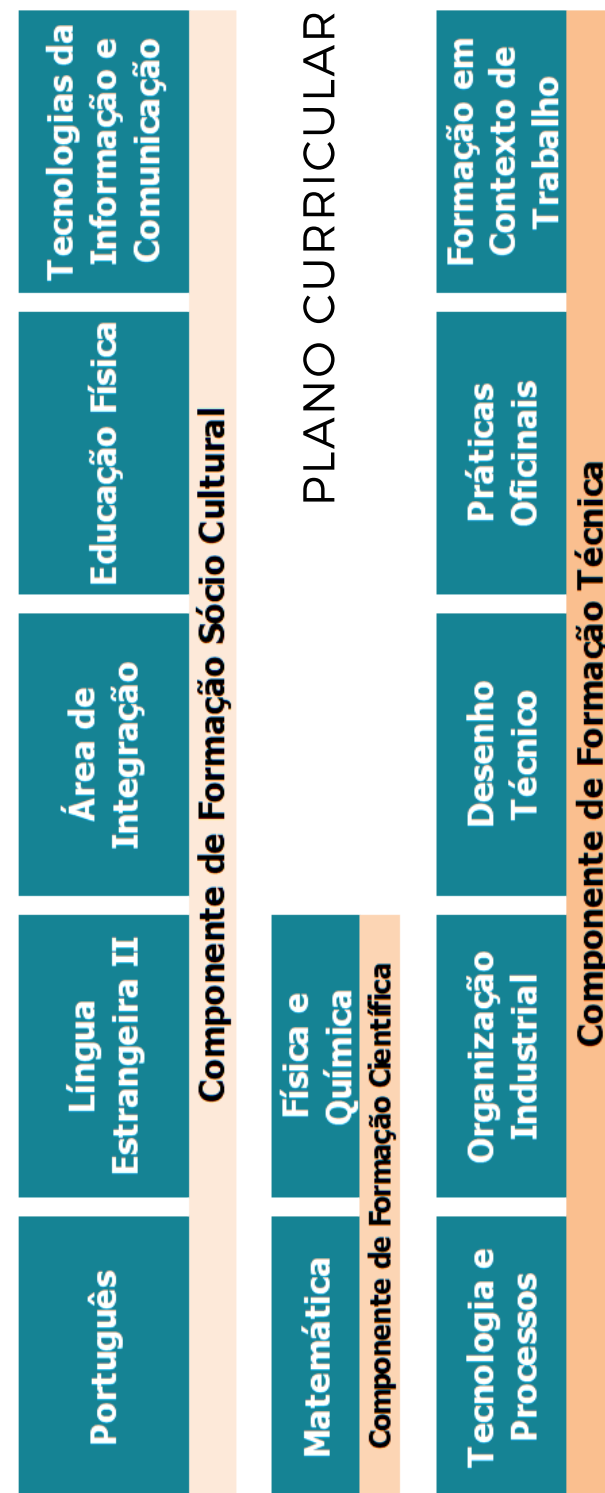 Português
Língua
Estrangeira II
Área de
Integração
Educação Física
Tecnologias da
Informação e
Comunicação
Componente de Formação Sócio Cultural
PLANO CURRICULAR
Matemática
Física e
Química
Componente de Formação Científica
Tecnologia e
Processos
Organização
Industrial
Desenho
Técnico
Práticas
Oficinais
Formação em
Contexto de
Trabalho
Componente de Formação Técnica